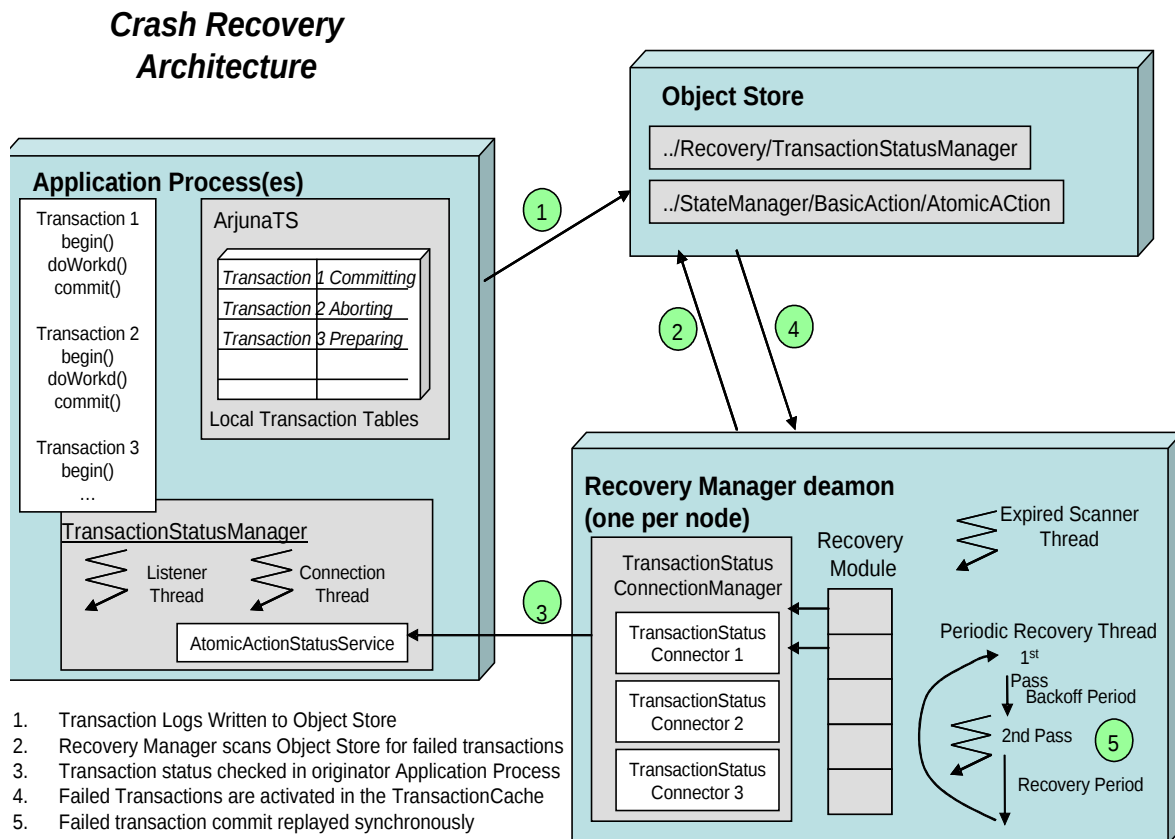 Crash Recovery
Architecture
Object Store
../Recovery/TransactionStatusManager
../StateManager/BasicAction/AtomicACtion
Application Process(es)
Transaction 1
begin()
doWorkd()
commit()
Transaction 2
begin()
doWorkd()
commit()
Transaction 3
begin()
…
ArjunaTS
Transaction 1 Committing
Transaction 2 Aborting
Transaction 3 Preparing
Local Transaction Tables
1
2
4
TransactionStatusManager
Listener
Thread
Connection
Thread
AtomicActionStatusService
3
Recovery Manager deamon
(one per node)
TransactionStatus
ConnectionManager
TransactionStatus
Connector 1
TransactionStatus
Connector 2
TransactionStatus
Connector 3
Recovery
Module
Expired Scanner
Thread
Periodic Recovery Thread
1st
Pass
Backoff Period
2nd Pass
5
Recovery Period
1. Transaction Logs Written to Object Store
2. Recovery Manager scans Object Store for failed transactions
3. Transaction status checked in originator Application Process
4. Failed Transactions are activated in the TransactionCache
5. Failed transaction commit replayed synchronously